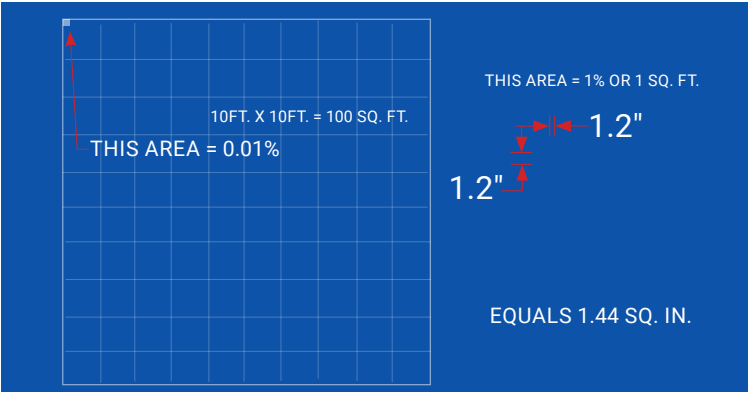 10FT. X 10FT. = 100 SQ. FT.
THIS AREA = 0.01%
THIS AREA = 1% OR 1 SQ. FT.
1.2"
1.2"
EQUALS 1.44 SQ. IN.